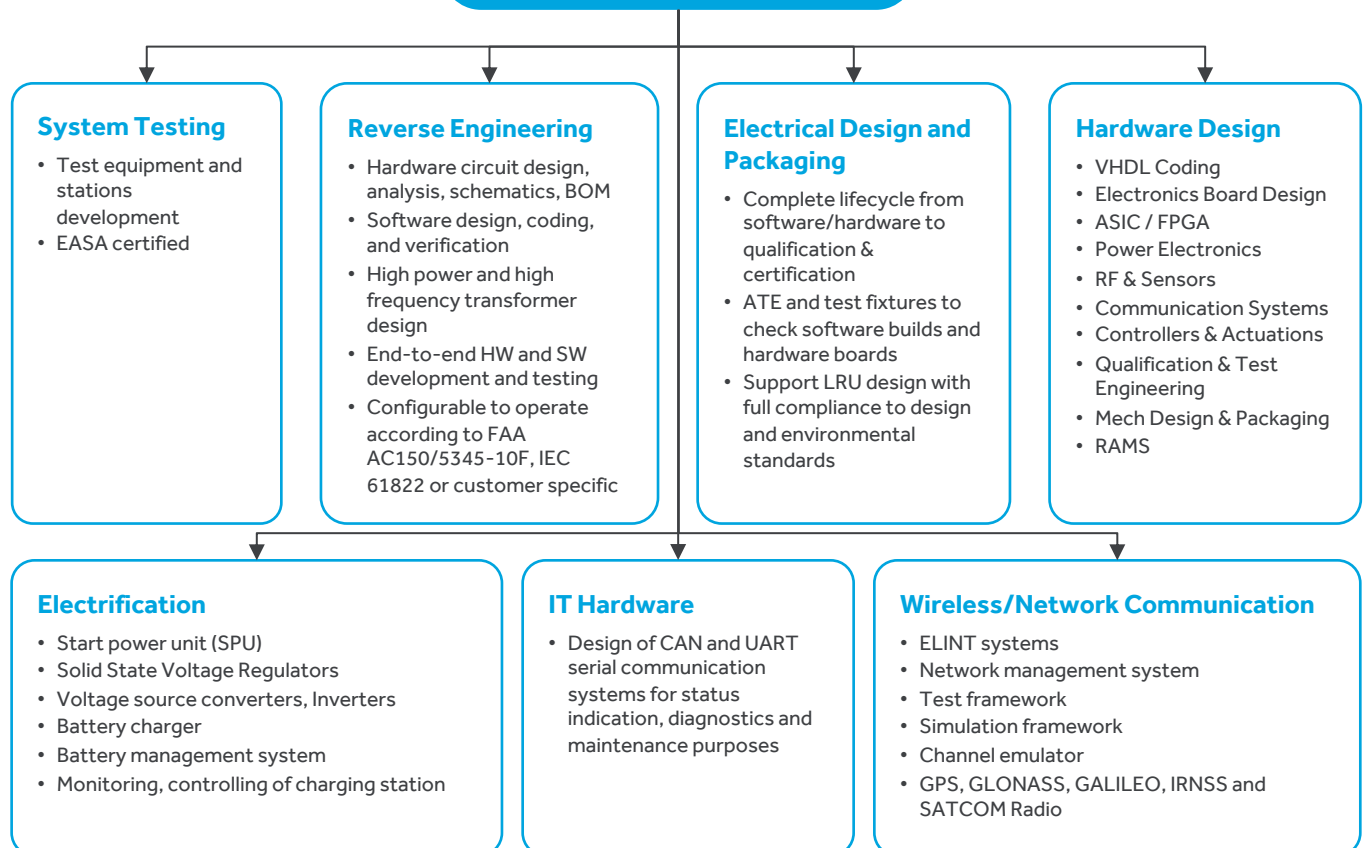 System Testing
• Test equipment and
stations
development
• EASA certified
Reverse Engineering
• Hardware circuit design,
analysis, schematics, BOM
• Software design, coding,
and verification
• High power and high
frequency transformer
design
• End-to-end HW and SW
development and testing
• Configurable to operate
according to FAA
AC150/5345-10F, IEC
61822 or customer specific
Electrical Design and
Packaging
• Complete lifecycle from
software/hardware to
qualification &
certification
• ATE and test fixtures to
check software builds and
hardware boards
• Support LRU design with
full compliance to design
and environmental
standards
Hardware Design
• VHDL Coding
• Electronics Board Design
• ASIC / FPGA
• Power Electronics
• RF & Sensors
• Communication Systems
• Controllers & Actuations
• Qualification & Test
Engineering
• Mech Design & Packaging
• RAMS
Electrification
• Start power unit (SPU)
• Solid State Voltage Regulators
• Voltage source converters, Inverters
• Battery charger
• Battery management system
• Monitoring, controlling of charging station
IT Hardware
• Design of CAN and UART
serial communication
systems for status
indication, diagnostics and
maintenance purposes
Wireless/Network Communication
• ELINT systems
• Network management system
• Test framework
• Simulation framework
• Channel emulator
• GPS, GLONASS, GALILEO, IRNSS and
SATCOM Radio